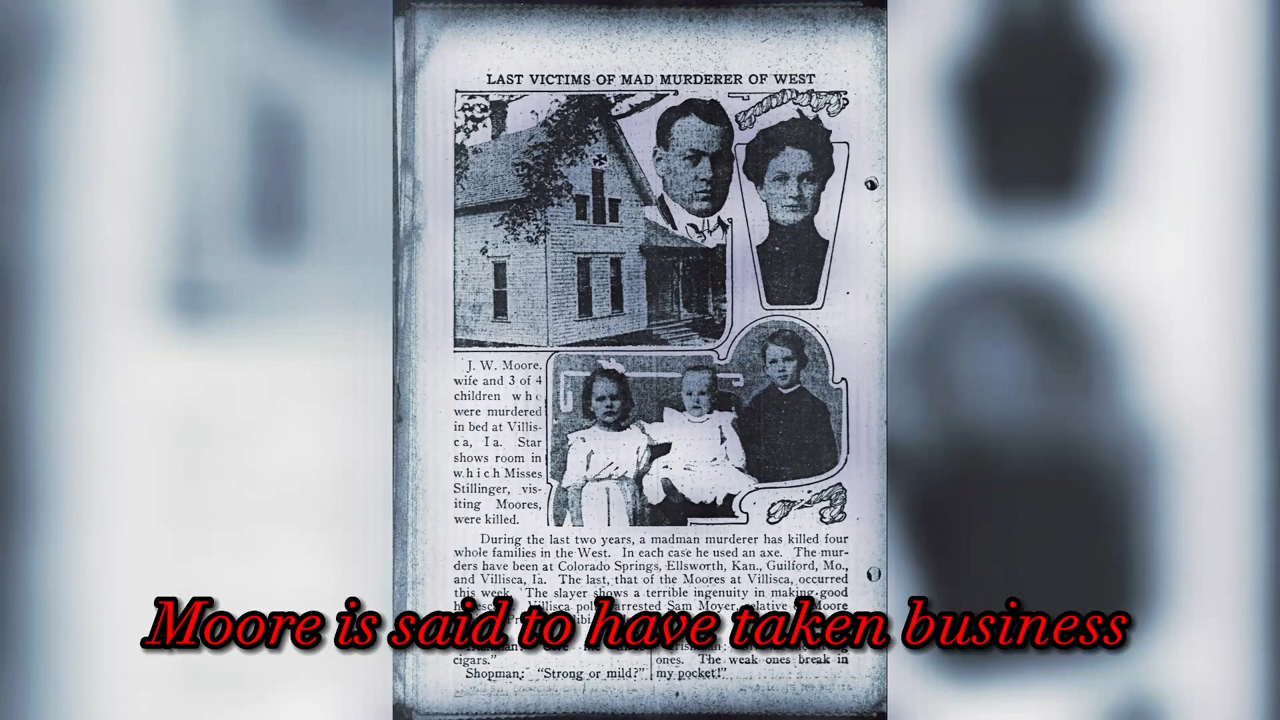 LAST VICTIMS OF MAD MURDERER OF WEST
J. W. Moore,
wife and 3 of 4
children who
were murdered
in bed at Villis-
ca, Ia. Star
shows room in
which Misses
Stillinger, vis-
iting Moores,
were killed.
During the last two years, a madman murderer has killed four
whole families in the West. In each case he used an axe. The mur-
ders have been at Colorado Springs, Ellsworth, Kan., Guilford, Mo.,
and Villisca, Ia. The last, that of the Moores at Villisca, occurred
this week. The slayer shows a terrible ingenuity in making good
Villisca arrested Sam Moyer, relative Moore
Moore is said to have taken business
cigars."
Shopman: "Strong or mild?"
ones. The weak ones break in
my pocket!"